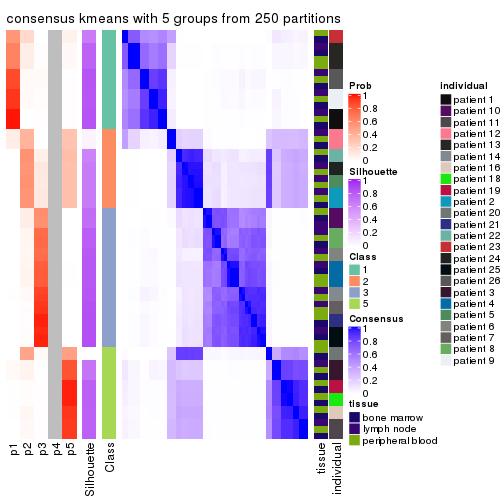 consensus kmeans with 5 groups from 250 partitions
p1
p2
p3
p4
p5
Silhouette
Class
tissue
individual
Prob
1
0.8
0.6
0.4
0.2
0
Silhouette
1
0.8
0.6
0.4
0.2
0
Class
1
2
3
5
Consensus
1
0.8
0.6
0.4
0.2
0
tissue
bone marrow
lymph node
peripheral blood
individual
patient 1
patient 10
patient 11
patient 12
patient 13
patient 14
patient 16
patient 18
patient 19
patient 2
patient 20
patient 21
patient 22
patient 23
patient 24
patient 25
patient 26
patient 3
patient 4
patient 5
patient 6
patient 7
patient 8
patient 9